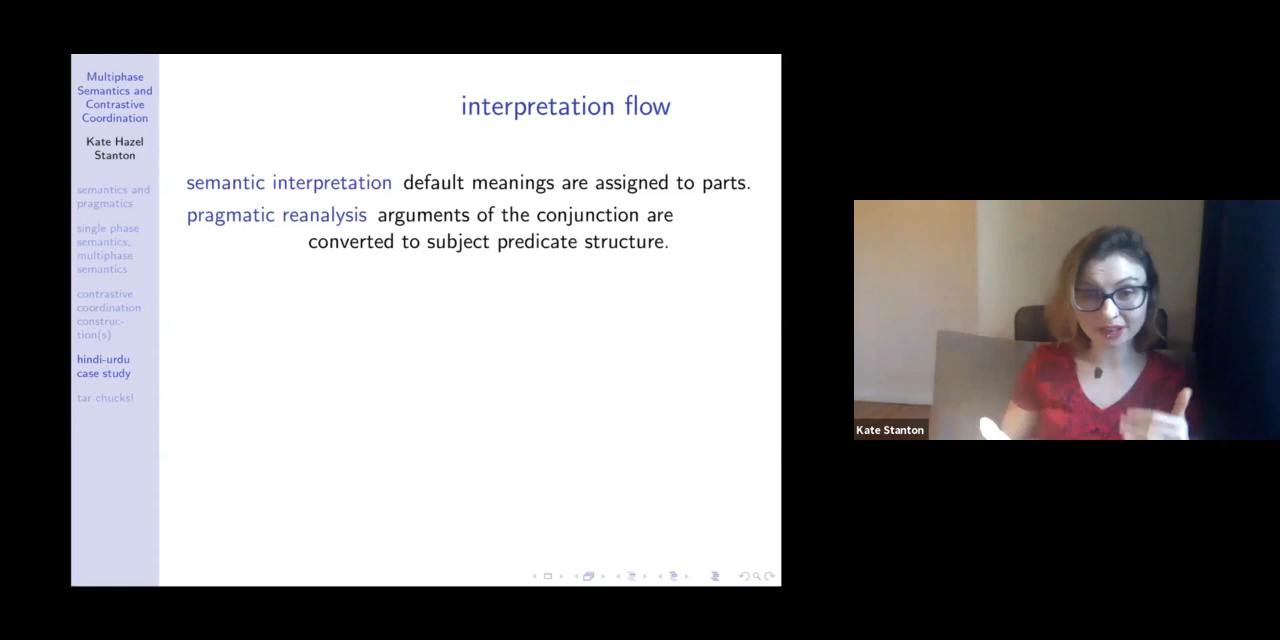 Multiphase
Semantics and
Contrastive
Coordination
Kate Hazel
Stanton
semantics and
pragmatics
single phase
semantics,
multiphase
semantics
contrastive
coordination
construc-
tion(s)
hindi-urdu
case study
tar chucks!
interpretation flow
semantic interpretation default meanings are assigned to parts.
pragmatic reanalysis arguments of the conjunction are
converted to subject predicate structure.
Kate Stanton